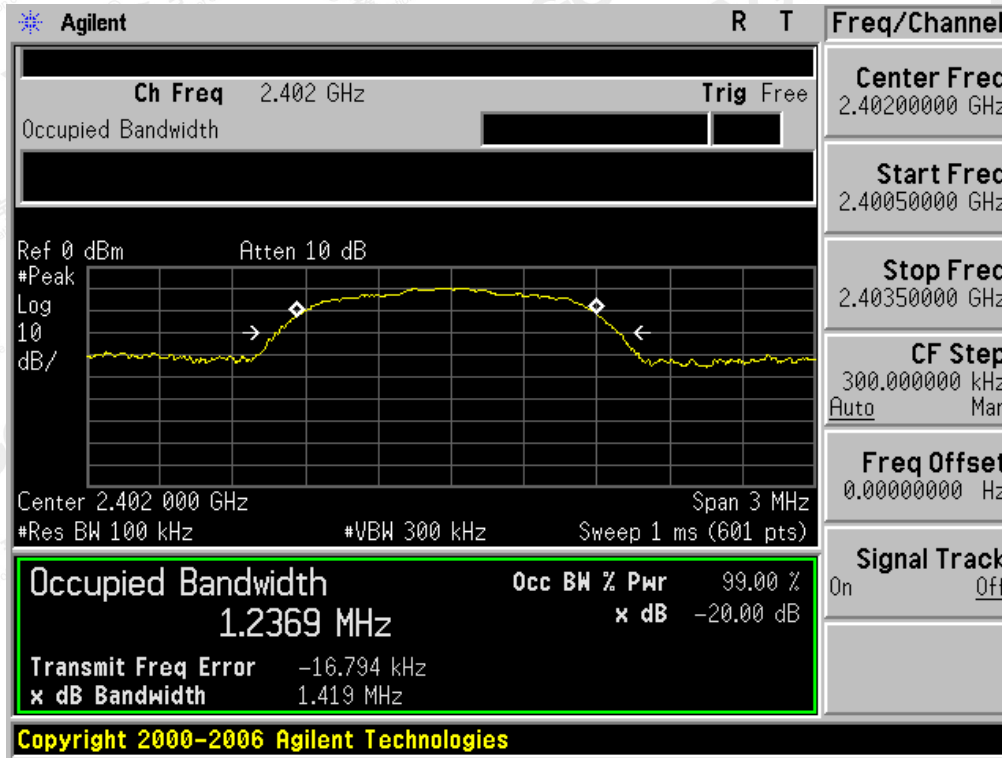 Agilent R T
Ch Freq 2.402 GHz Trig Free
Occupied Bandwidth
Ref 0 dBm Atten 10 dB
#Peak
Log
10
dB/
Center 2.402 000 GHz Span 3 MHz
#Res BW 100 kHz #VBW 300 kHz Sweep 1 ms (601 pts)
Occupied Bandwidth Occ BW % Pwr 99.00 %
1.2369 MHz x dB -20.00 dB
Transmit Freq Error -16.794 kHz
x dB Bandwidth 1.419 MHz
Copyright 2000-2006 Agilent Technologies
Freq/Channel
Center Freq
2.40200000 GHz
Start Freq
2.40050000 GHz
Stop Freq
2.40350000 GHz
CF Step
300.000000 kHz
Auto Man
Freq Offset
0.00000000 Hz
Signal Track
On Off